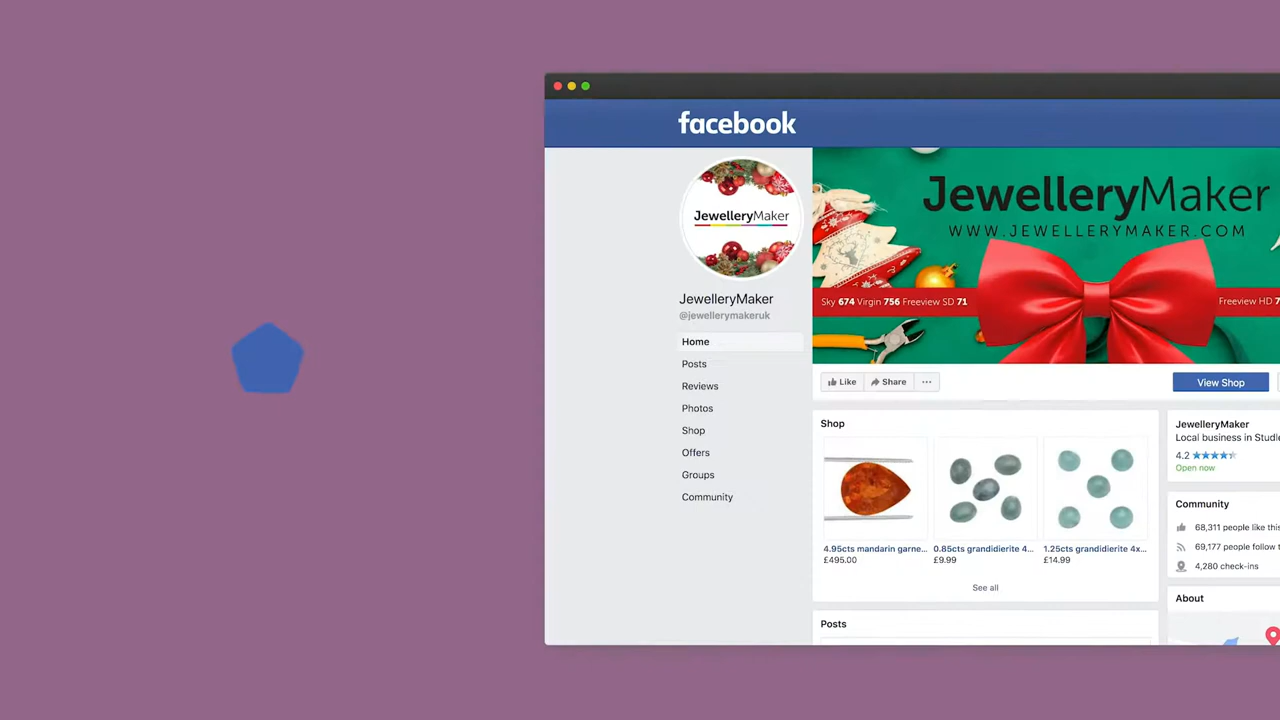 facebook
JewelleryMaker
JewelleryMaker
@jewellerymakeruk
Home
Posts
Reviews
Photos
Shop
Offers
Groups
Community
JewelleryMaker
WWW.JEWELLERYMAKER.COM
Sky 674 Virgin 756 Freeview SD 71
Freeview HD 7
Like
Share
View Shop
Shop
4.95cts mandarin garne...
£495.00
0.85cts grandidierite 4...
£9.99
1.25cts grandidierite 4x...
£14.99
See all
Posts
JewelleryMaker
Local business in Studle
4.2
Open now
Community
68,311 people like this
69,177 people follow t
4,280 check-ins
About